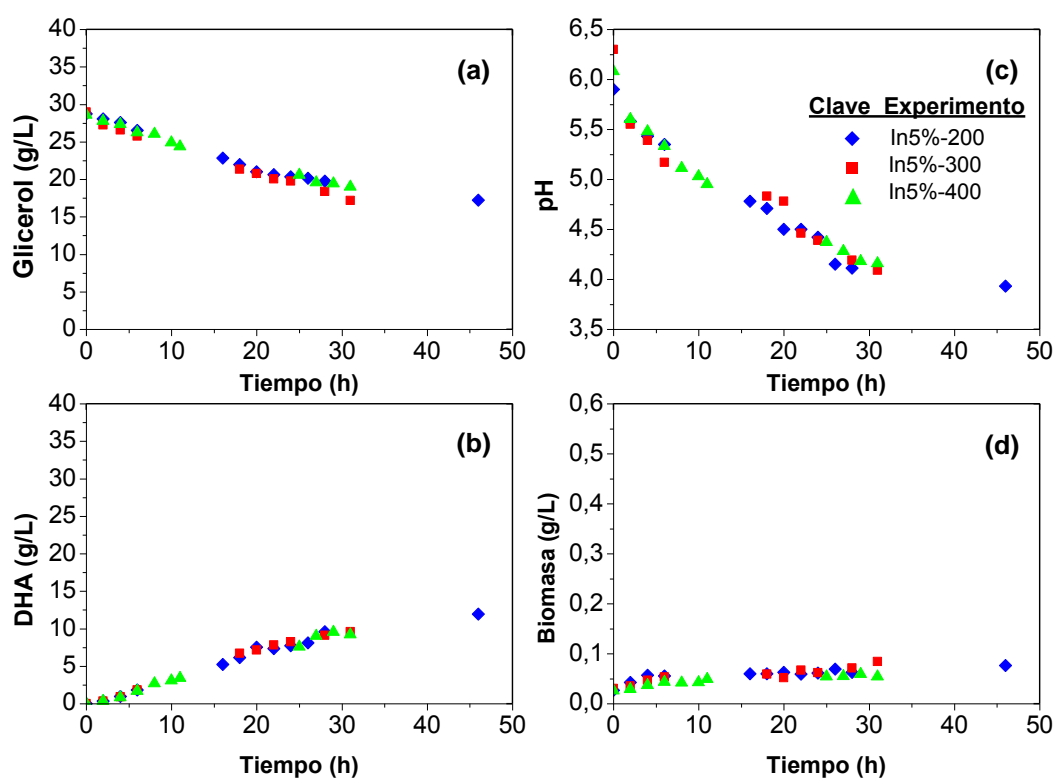 40
35
30
25
20
15
10
5
0
Glicerol (g/L)
(a)
0 10 20 30 40 50
Tiempo (h)
6,5
6,0
5,5
5,0
4,5
4,0
3,5
pH
(c)
Clave Experimento
In5%-200
In5%-300
In5%-400
0 10 20 30 40 50
Tiempo (h)
40
35
30
25
20
15
10
5
0
DHA (g/L)
(b)
0 10 20 30 40 50
Tiempo (h)
0,6
0,5
0,4
0,3
0,2
0,1
0,0
Biomasa (g/L)
(d)
0 10 20 30 40 50
Tiempo (h)